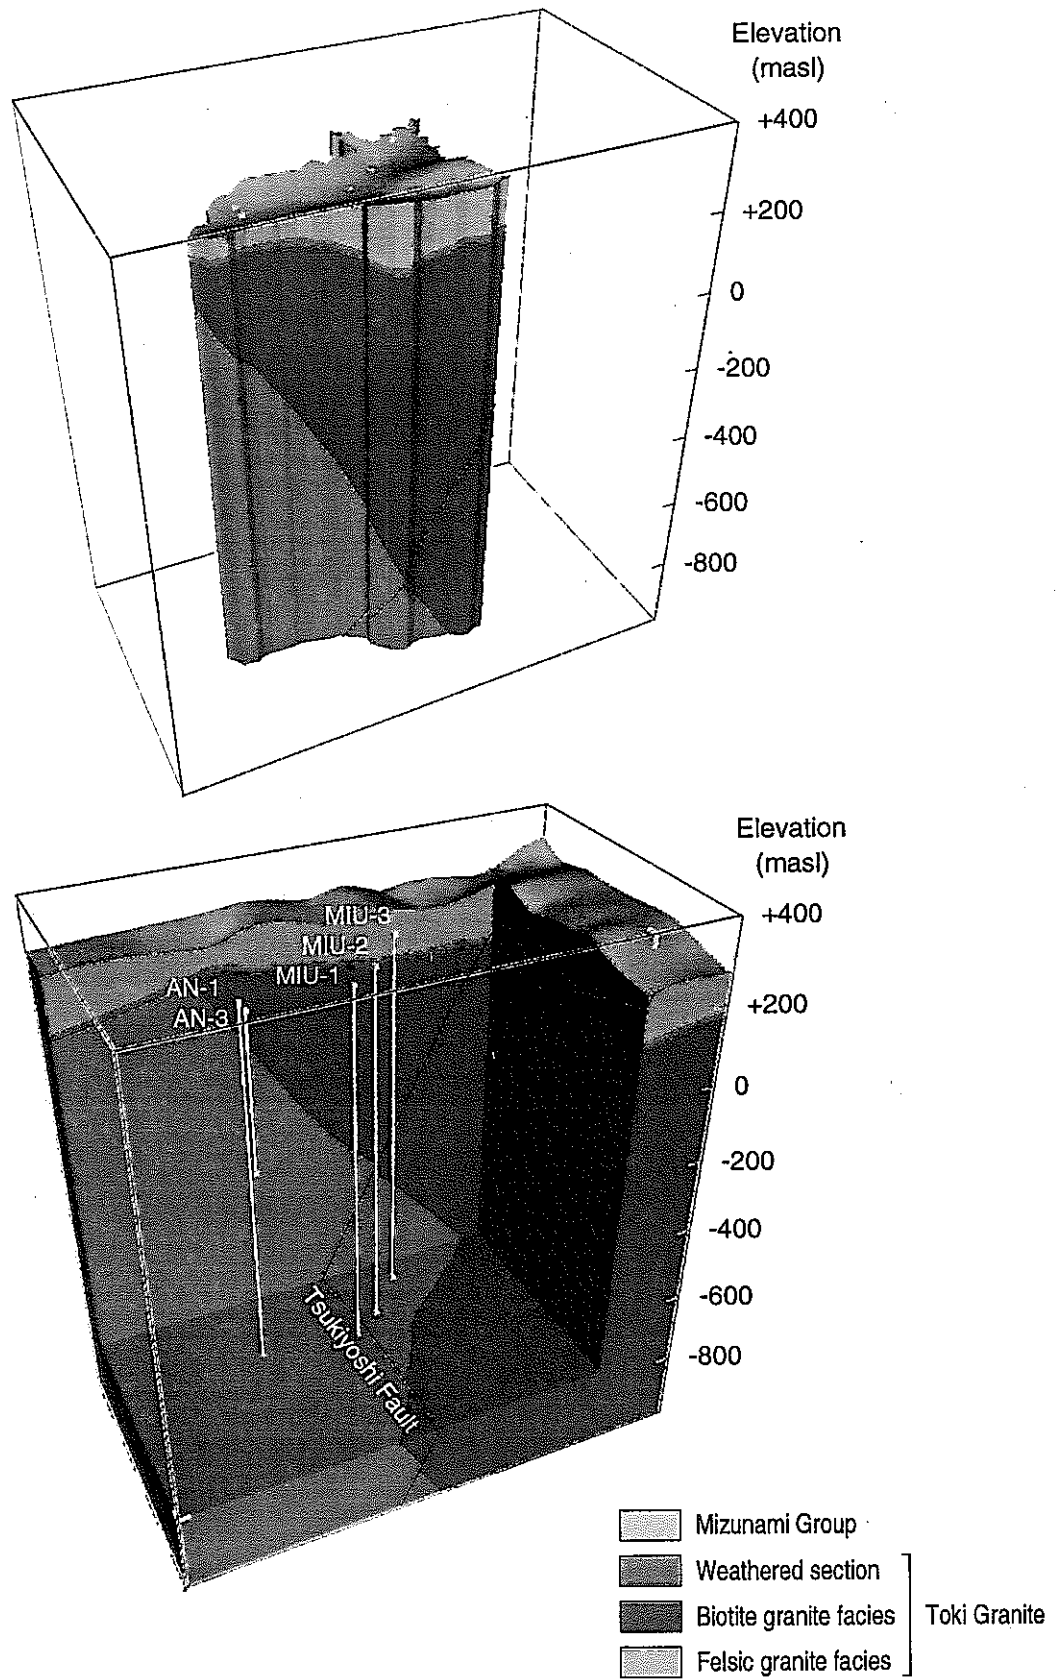 Elevation
(masl)
+400
+200
0
-200
-400
-600
-800
Elevation
(masl)
+400
+200
0
-200
-400
-600
-800
MIU-3
MIU-2
MIU-1
AN-1
AN-3
Tsukiyoshi Fault
Mizunami Group
Weathered section
Biotite granite facies
Felsic granite facies
Toki Granite